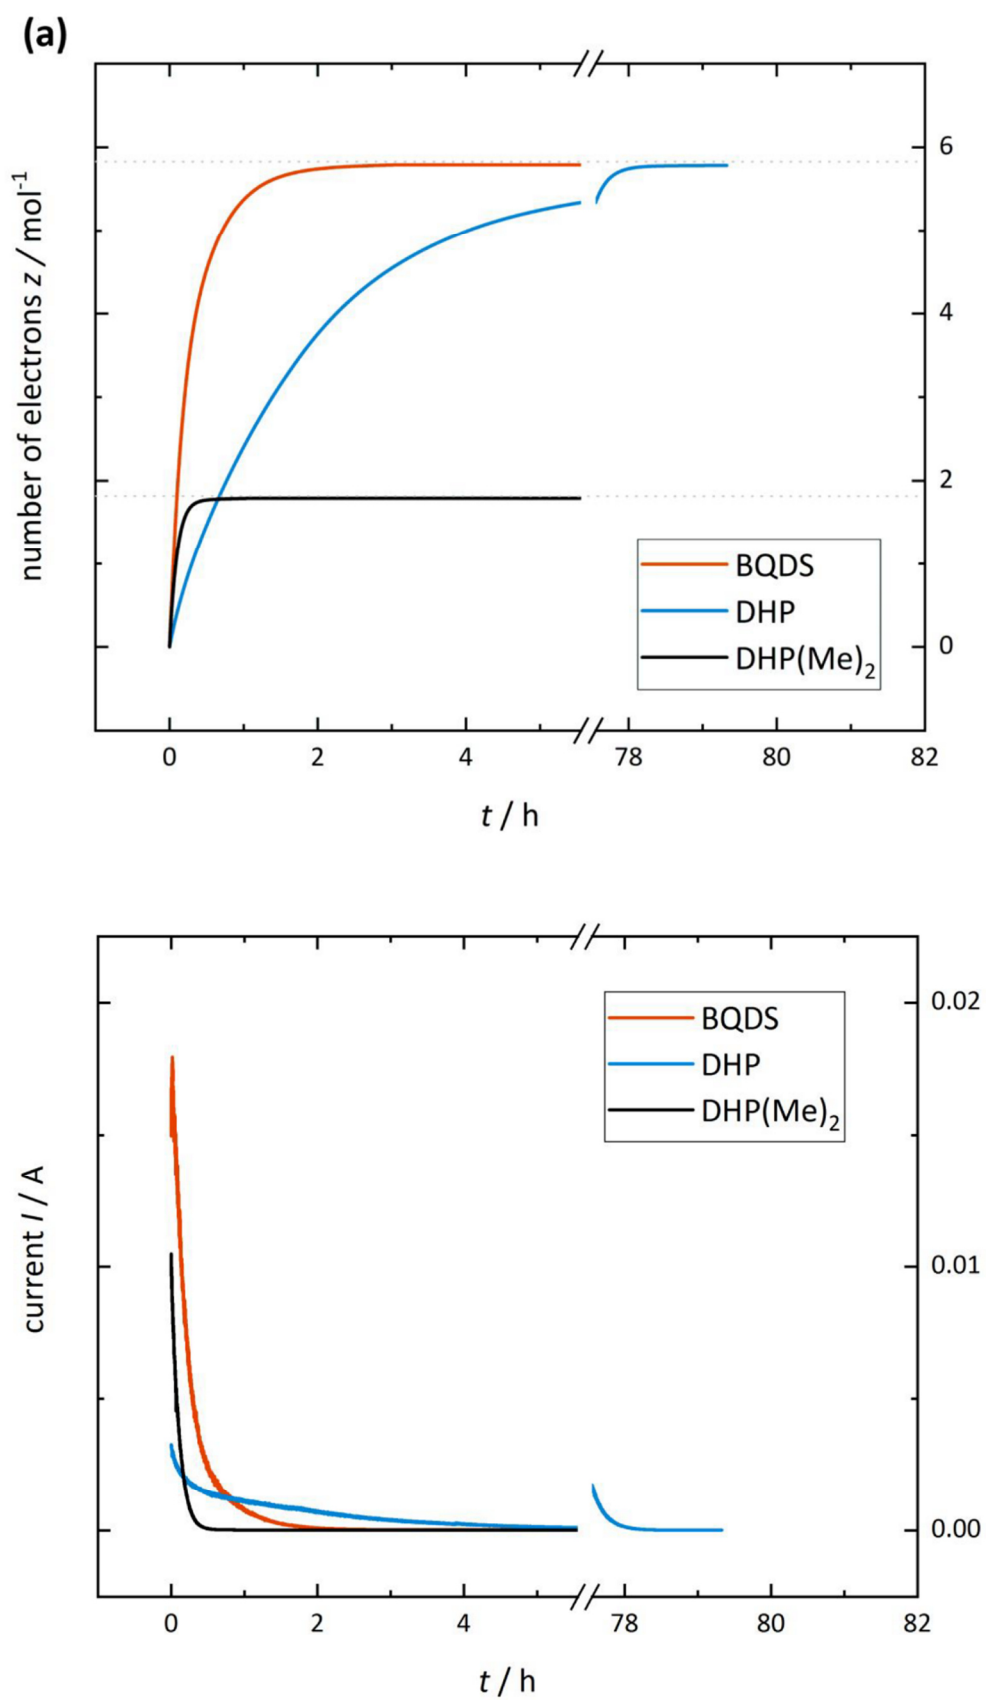 (a)
number of electrons z / mol-1
6
4
2
0
BQDS
DHP
DHP(Me)2
0 2 4 78 80 82
t / h
current I / A
0.02
0.01
0.00
BQDS
DHP
DHP(Me)2
0 2 4 78 80 82
t / h